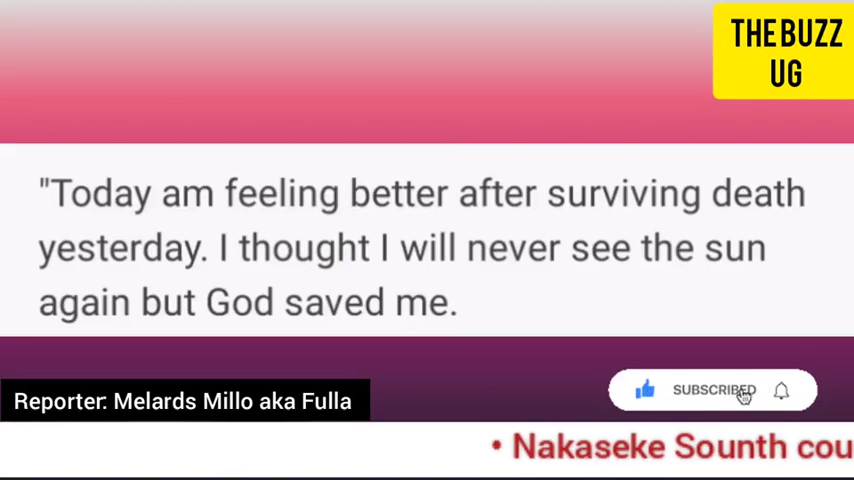 THE BUZZ
UG
"Today am feeling better after surviving death
yesterday. I thought I will never see the sun
again but God saved me.
SUBSCRIBED
Reporter: Melards Millo aka Fulla
• Nakaseke Sounth cou